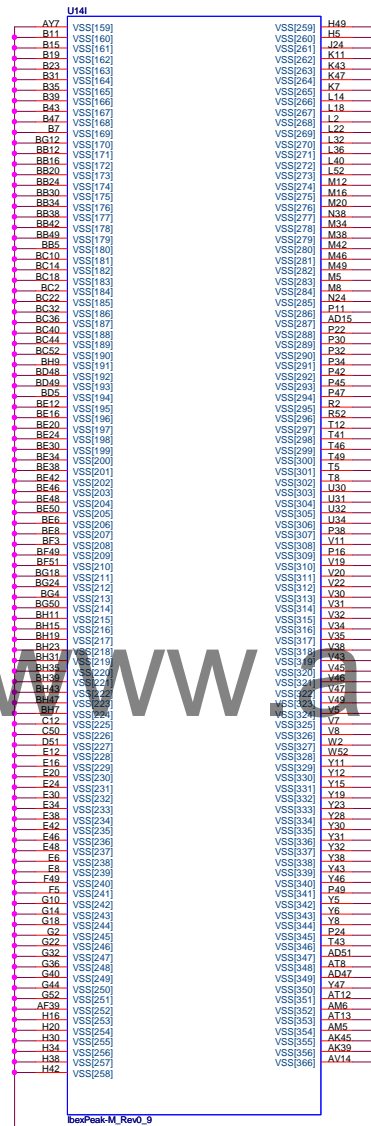 U14I
AY7 VSS[159] VSS[259] H49
B11 VSS[160] VSS[260] H5
B15 VSS[161] VSS[261] J24
B19 VSS[162] VSS[262] K11
B23 VSS[163] VSS[263] K43
B31 VSS[164] VSS[264] K47
B35 VSS[165] VSS[265] K7
B39 VSS[166] VSS[266] L14
B43 VSS[167] VSS[267] L18
B47 VSS[168] VSS[268] L2
B7 VSS[169] VSS[269] L22
BG12 VSS[170] VSS[270] L32
BB12 VSS[171] VSS[271] L36
BB16 VSS[172] VSS[272] L40
BB20 VSS[173] VSS[273] L52
BB24 VSS[174] VSS[274] M12
BB30 VSS[175] VSS[275] M16
BB34 VSS[176] VSS[276] M20
BB38 VSS[177] VSS[277] N38
BB42 VSS[178] VSS[278] M34
BB49 VSS[179] VSS[279] M38
BB5 VSS[180] VSS[280] M42
BC10 VSS[181] VSS[281] M46
BC14 VSS[182] VSS[282] M49
BC18 VSS[183] VSS[283] M5
BC2 VSS[184] VSS[284] M8
BC22 VSS[185] VSS[285] N24
BC32 VSS[186] VSS[286] P11
BC36 VSS[187] VSS[287] AD15
BC40 VSS[188] VSS[288] P22
BC44 VSS[189] VSS[289] P30
BC52 VSS[190] VSS[290] P32
BH9 VSS[191] VSS[291] P34
BD48 VSS[192] VSS[292] P42
BD49 VSS[193] VSS[293] P45
BD5 VSS[194] VSS[294] P47
BE12 VSS[195] VSS[295] R2
BE16 VSS[196] VSS[296] R52
BE20 VSS[197] VSS[297] T12
BE24 VSS[198] VSS[298] T41
BE30 VSS[199] VSS[299] T46
BE34 VSS[200] VSS[300] T49
BE38 VSS[201] VSS[301] T5
BE42 VSS[202] VSS[302] T8
BE46 VSS[203] VSS[303] U30
BE48 VSS[204] VSS[304] U31
BE50 VSS[205] VSS[305] U32
BE6 VSS[206] VSS[306] U34
BE8 VSS[207] VSS[307] P38
BF3 VSS[208] VSS[308] V11
BF49 VSS[209] VSS[309] P16
BF51 VSS[210] VSS[310] V19
BG18 VSS[211] VSS[311] V20
BG24 VSS[212] VSS[312] V22
BG4 VSS[213] VSS[313] V30
BG50 VSS[214] VSS[314] V31
BH11 VSS[215] VSS[315] V32
BH15 VSS[216] VSS[316] V34
BH19 VSS[217] VSS[317] V35
BH23 VSS[218] VSS[318] V38
BH31 VSS[219] VSS[319] V43
BH35 VSS[220] VSS[320] V45
BH39 VSS[221] VSS[321] V46
BH43 VSS[222] VSS[322] V47
BH47 VSS[223] VSS[323] V49
BH7 VSS[224] VSS[324] V5
www.a
C12 VSS[225] VSS[325] V7
C50 VSS[226] VSS[326] V8
D51 VSS[227] VSS[327] W2
E12 VSS[228] VSS[328] W52
E16 VSS[229] VSS[329] Y11
E20 VSS[230] VSS[330] Y12
E24 VSS[231] VSS[331] Y15
E30 VSS[232] VSS[332] Y19
E34 VSS[233] VSS[333] Y23
E38 VSS[234] VSS[334] Y28
E42 VSS[235] VSS[335] Y30
E46 VSS[236] VSS[336] Y31
E48 VSS[237] VSS[337] Y32
E6 VSS[238] VSS[338] Y38
E8 VSS[239] VSS[339] Y43
F49 VSS[240] VSS[340] Y46
F5 VSS[241] VSS[341] P49
G10 VSS[242] VSS[342] Y5
G14 VSS[243] VSS[343] Y6
G18 VSS[244] VSS[344] Y8
G2 VSS[245] VSS[345] P24
G22 VSS[246] VSS[346] T43
G32 VSS[247] VSS[347] AD51
G36 VSS[248] VSS[348] AT8
G40 VSS[249] VSS[349] AD47
G44 VSS[250] VSS[350] Y47
G52 VSS[251] VSS[351] AT12
AF39 VSS[252] VSS[352] AM6
H16 VSS[253] VSS[353] AT13
H20 VSS[254] VSS[354] AM5
H30 VSS[255] VSS[355] AK45
H34 VSS[256] VSS[356] AK39
H38 VSS[257] VSS[366] AV14
H42 VSS[258]
IbexPeak-M_Rev0_9